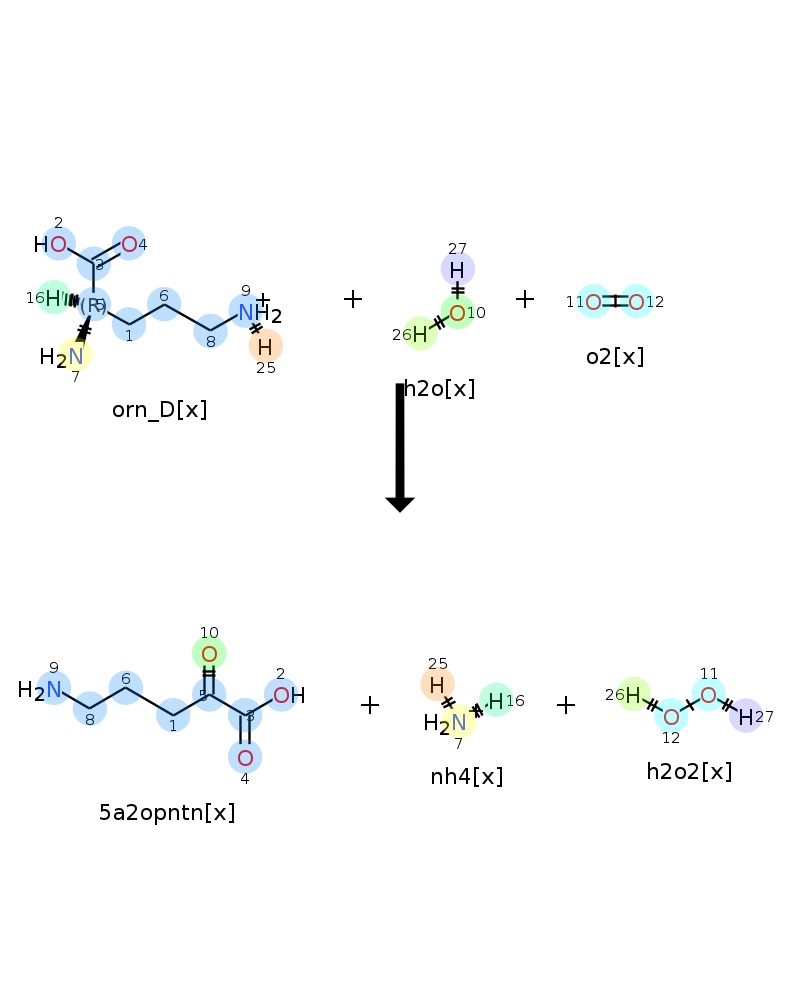 2
HO O4
3
16H (R) 5
H2N
7
1
6
8
9
NH2+
H
25
+
27
H
O10
26H
+
11O O12
orn_D[x]
h2o[x]
o2[x]
10
O
9
H2N
8
6
1
5
3
2
OH
O
4
+
25
H
H16
H2N
7
+
26H
O
12
11
O
H27
5a2opntn[x]
nh4[x]
h2o2[x]